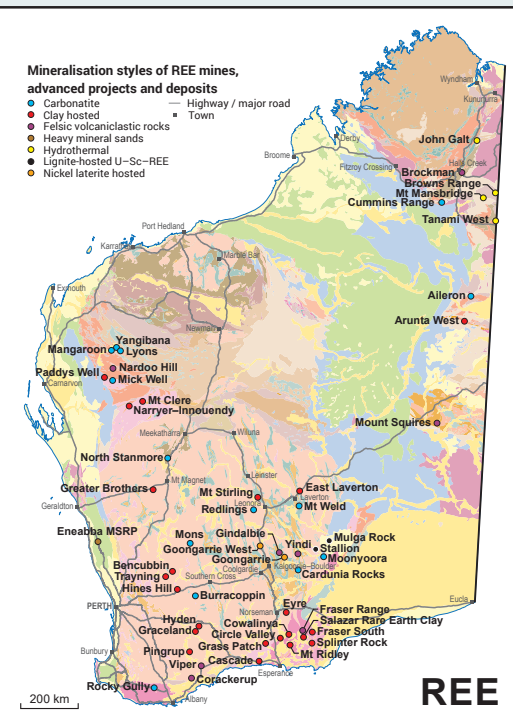 Mineralisation styles of REE mines,
advanced projects and deposits
Carbonatite
Clay hosted
Felsic volcaniclastic rocks
Heavy mineral sands
Hydrothermal
Lignite-hosted U–Sc–REE
Nickel laterite hosted
Highway / major road
Town
Wyndham
Kununurra
John Galt
Derby
Broome
Fitzroy Crossing
Halls Creek
Brockman
Browns Range
Mt Mansbridge
Cummins Range
Tanami West
Port Hedland
Karratha
Marble Bar
Exmouth
Aileron
Arunta West
Newman
Yangibana
Mangaroon
Lyons
Nardoo Hill
Paddys Well
Mick Well
Carnarvon
Mt Clere
Narryer–Innouendy
Mount Squires
Meekatharra
Wiluna
North Stanmore
Mt Magnet
Leinster
Greater Brothers
Mt Stirling
East Laverton
Laverton
Leonora
Redlings
Mt Weld
Geraldton
Eneabba MSRP
Mons
Gindalbie
Mulga Rock
Goongarrie West
Yindi
Stallion
Goongarrie
Moonyoora
Kalgoorlie–Boulder
Coolgardie
Cardunia Rocks
Bencubbin
Trayning
Southern Cross
Hines Hill
Burracoppin
Eucla
PERTH
Norseman
Eyre
Fraser Range
Hyden
Cowalinya
Salazar Rare Earth Clay
Graceland
Circle Valley
Fraser South
Grass Patch
Splinter Rock
Bunbury
Pingrup
Mt Ridley
Viper
Cascade
Esperance
Corackerup
Rocky Gully
Albany
200 km
REE